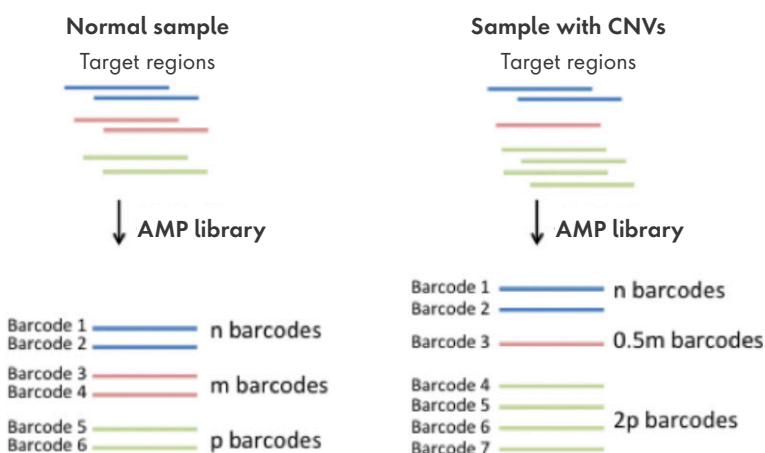 Normal sample
Target regions
AMP library
Barcode 1
Barcode 2
n barcodes
Barcode 3
Barcode 4
m barcodes
Barcode 5
Barcode 6
p barcodes
Sample with CNVs
Target regions
AMP library
Barcode 1
Barcode 2
n barcodes
Barcode 3
0.5m barcodes
Barcode 4
Barcode 5
Barcode 6
Barcode 7
2p barcodes